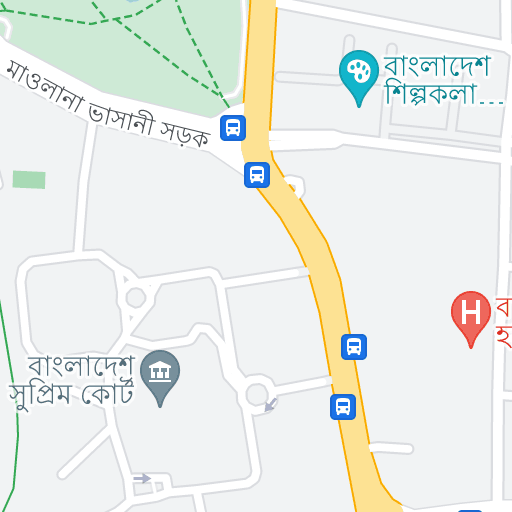 বাংলাদেশ
শিল্পকলা...
মাওলানা ভাসানী সড়ক
H
বাংলাদেশ
সুপ্রিম কোর্ট